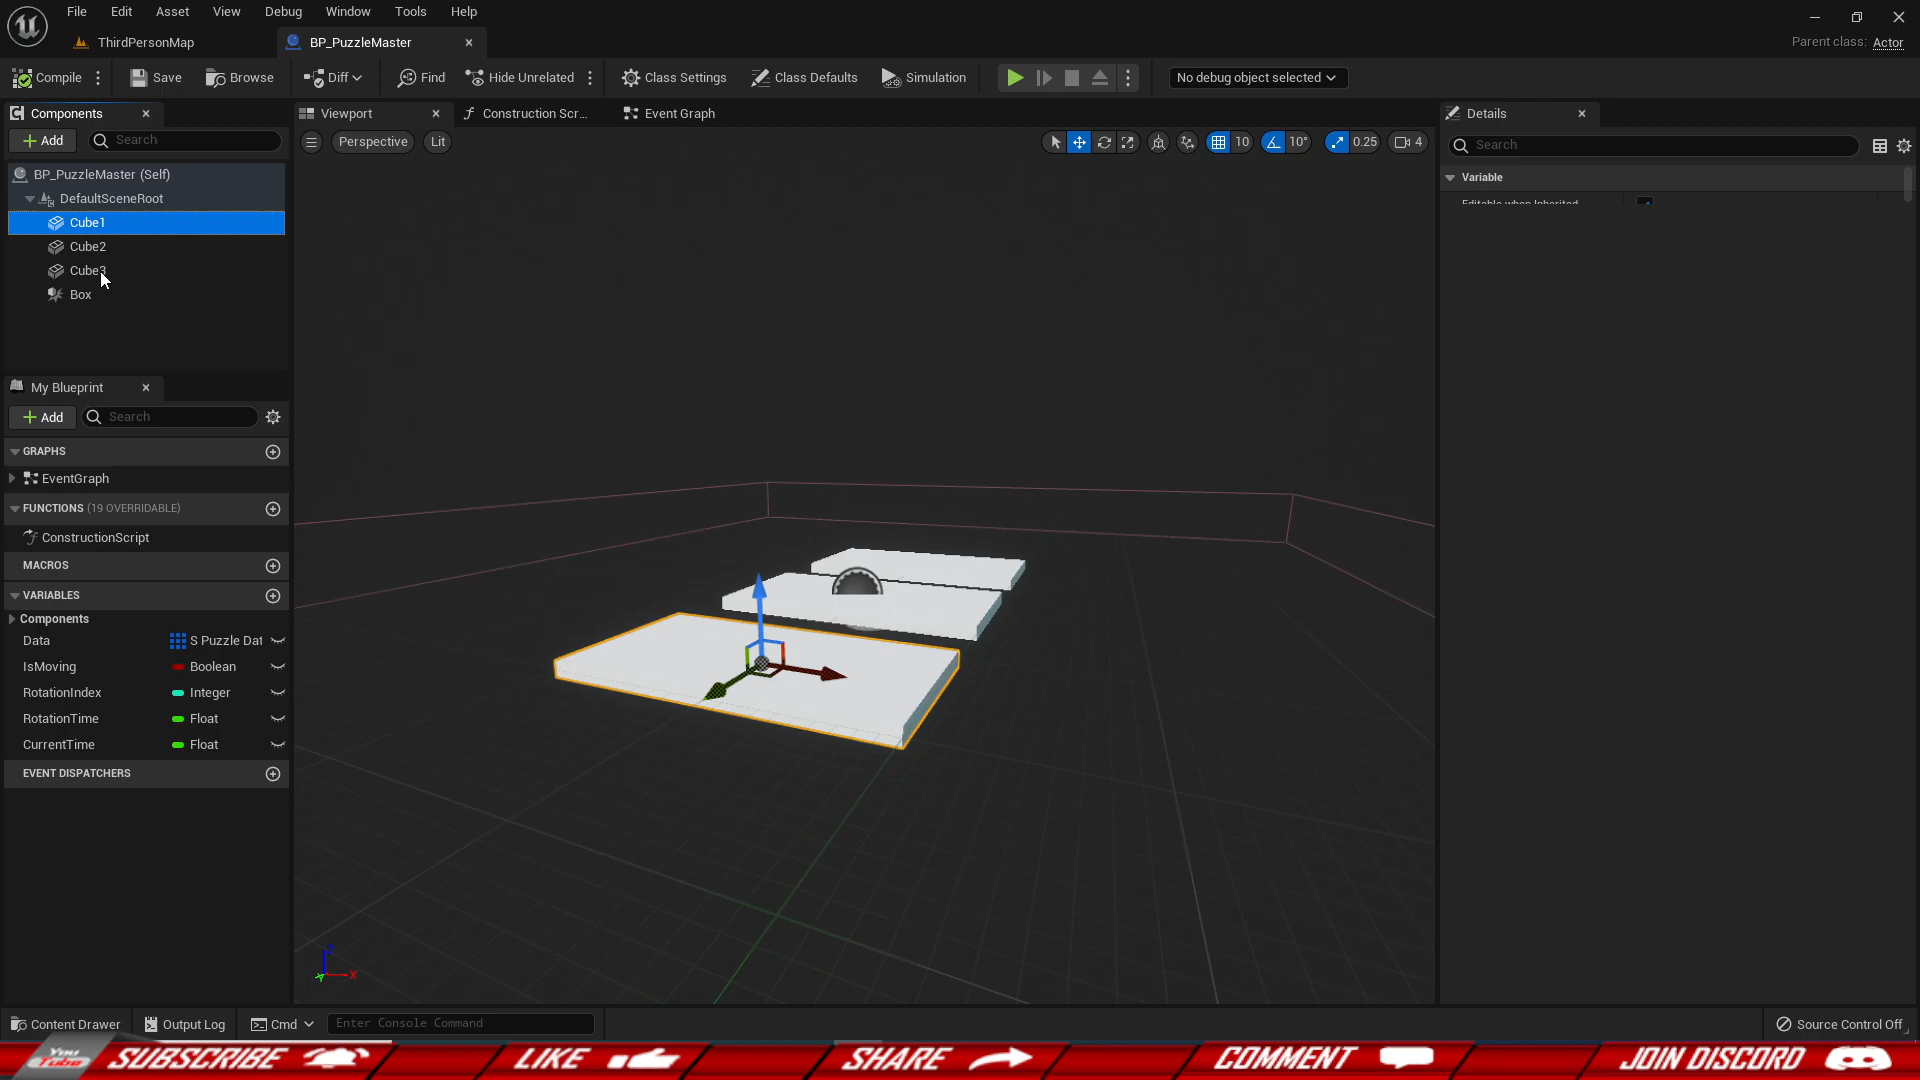 File Edit Asset View Debug Window Tools Help
ThirdPersonMap BP_PuzzleMaster
Parent class: Actor
Compile Save Browse Diff Find Hide Unrelated Class Settings Class Defaults Simulation No debug object selected
Components
Add Search
BP_PuzzleMaster (Self)
DefaultSceneRoot
Cube1
Cube2
Cube3
Box
My Blueprint
Add Search
GRAPHS
EventGraph
FUNCTIONS (19 OVERRIDABLE)
ConstructionScript
MACROS
VARIABLES
Components
Data S Puzzle Dat
IsMoving Boolean
RotationIndex Integer
RotationTime Float
CurrentTime Float
EVENT DISPATCHERS
Viewport Construction Scr... Event Graph
Perspective Lit 10 10° 0.25 4
Z
Y X
Details
Search
Variable
Editable when Inherited
Content Drawer Output Log Cmd Enter Console Command Source Control Off
You Tube SUBSCRIBE LIKE SHARE COMMENT JOIN DISCORD